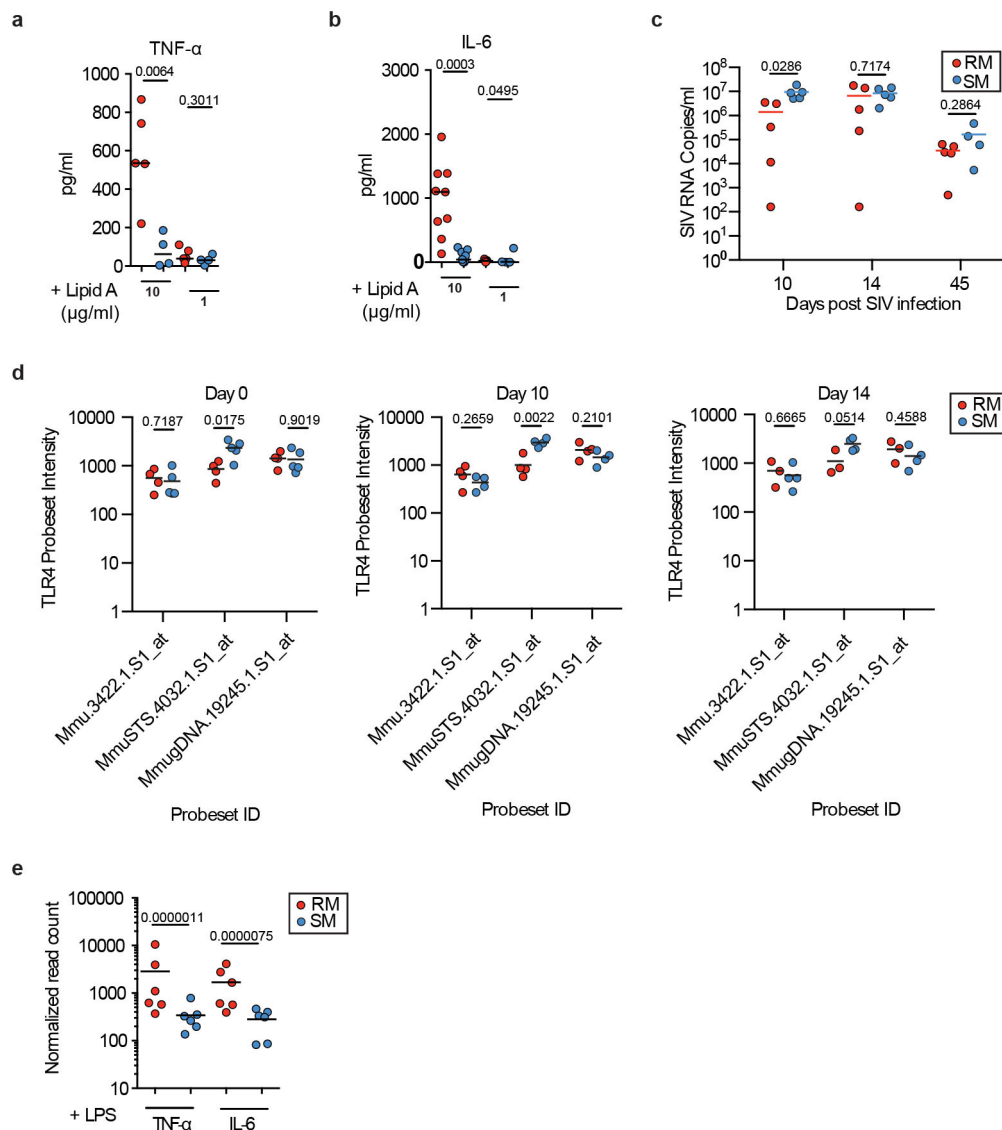 a
TNF-α
1000
800
600
400
200
0
pg/ml
0.0064
0.3011
+ Lipid A
(µg/ml)
10
1
b
IL-6
3000
2000
1000
0
pg/ml
0.0003
0.0495
+ Lipid A
(µg/ml)
10
1
c
RM
SM
10⁸
10⁷
10⁶
10⁵
10⁴
10³
10²
10¹
10⁰
SIV RNA Copies/ml
0.0286
0.7174
0.2864
10
14
45
Days post SIV infection
d
Day 0
10000
1000
100
10
1
TLR4 Probeset Intensity
0.7187
0.0175
0.9019
Mmu.3422.1.S1_at
MmuSTS.4032.1.S1_at
MmugDNA.19245.1.S1_at
Probeset ID
Day 10
10000
1000
100
10
1
TLR4 Probeset Intensity
0.2659
0.0022
0.2101
Mmu.3422.1.S1_at
MmuSTS.4032.1.S1_at
MmugDNA.19245.1.S1_at
Probeset ID
Day 14
10000
1000
100
10
1
TLR4 Probeset Intensity
0.6665
0.0514
0.4588
Mmu.3422.1.S1_at
MmuSTS.4032.1.S1_at
MmugDNA.19245.1.S1_at
Probeset ID
RM
SM
e
100000
10000
1000
100
10
Normalized read count
0.0000011
0.0000075
RM
SM
+ LPS
TNF-α
IL-6